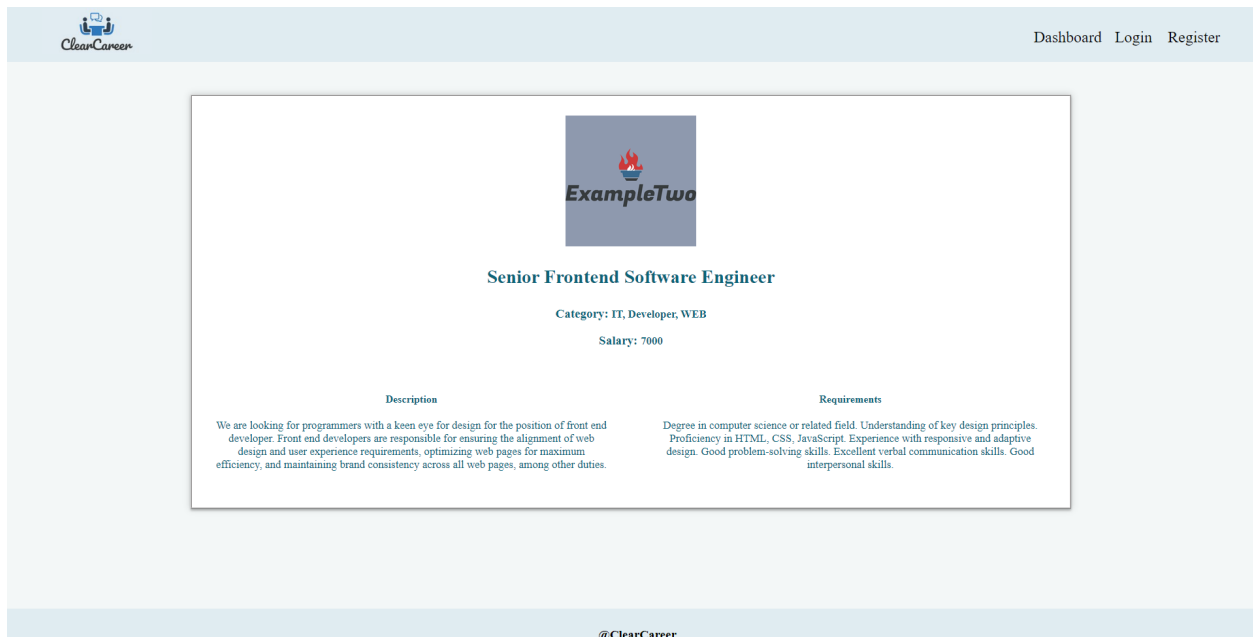 ClearCareer
Dashboard Login Register
ExampleTwo
Senior Frontend Software Engineer
Category: IT, Developer, WEB
Salary: 7000
Description
We are looking for programmers with a keen eye for design for the position of front end
developer. Front end developers are responsible for ensuring the alignment of web
design and user experience requirements, optimizing web pages for maximum
efficiency, and maintaining brand consistency across all web pages, among other duties.
Requirements
Degree in computer science or related field. Understanding of key design principles.
Proficiency in HTML, CSS, JavaScript. Experience with responsive and adaptive
design. Good problem-solving skills. Excellent verbal communication skills. Good
interpersonal skills.
@ClearCareer